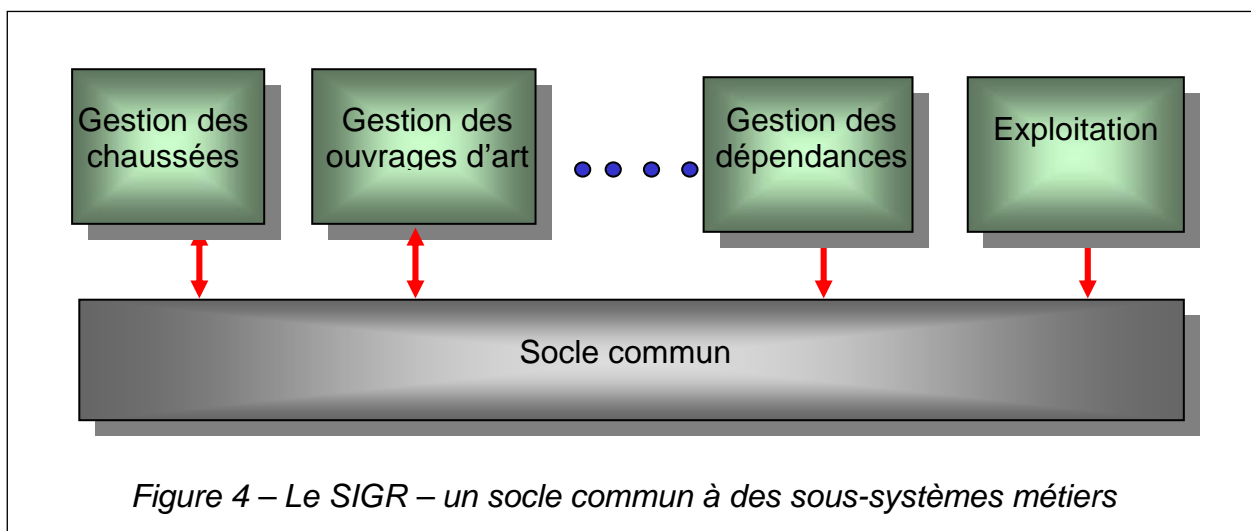 Gestion des
chaussées
Gestion des
ouvrages d'art
Gestion des
dépendances
Exploitation
Socle commun
Figure 4 – Le SIGR – un socle commun à des sous-systèmes métiers